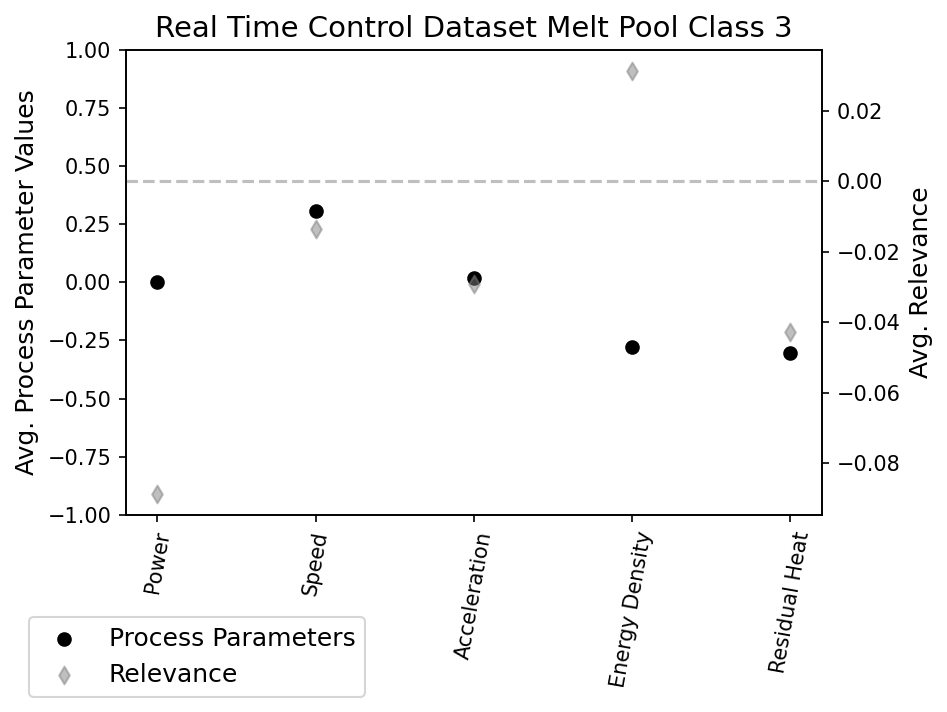 Real Time Control Dataset Melt Pool Class 3
Avg. Process Parameter Values
1.00
0.75
0.50
0.25
0.00
−0.25
−0.50
−0.75
−1.00
0.02
0.00
−0.02
−0.04
−0.06
−0.08
Avg. Relevance
Power
Speed
Acceleration
Energy Density
Residual Heat
Process Parameters
Relevance